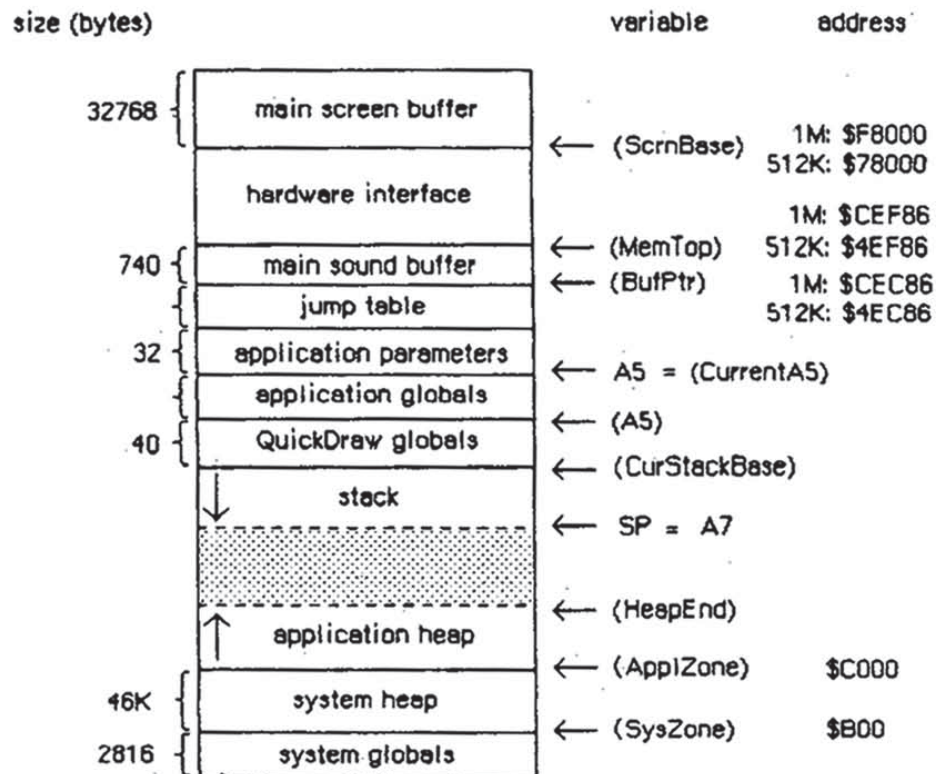 size (bytes) variable address
32768 main screen buffer
← (ScrnBase) 1M: $F8000
512K: $78000
hardware interface
1M: $CEF86
← (MemTop) 512K: $4EF86
740 main sound buffer
← (BufPtr) 1M: $CEC86
jump table 512K: $4EC86
32 application parameters
← A5 = (CurrentA5)
application globals
← (A5)
40 QuickDraw globals
← (CurStackBase)
stack
← SP = A7
← (HeapEnd)
application heap
← (ApplZone) $C000
46K system heap
← (SysZone) $B00
2816 system globals